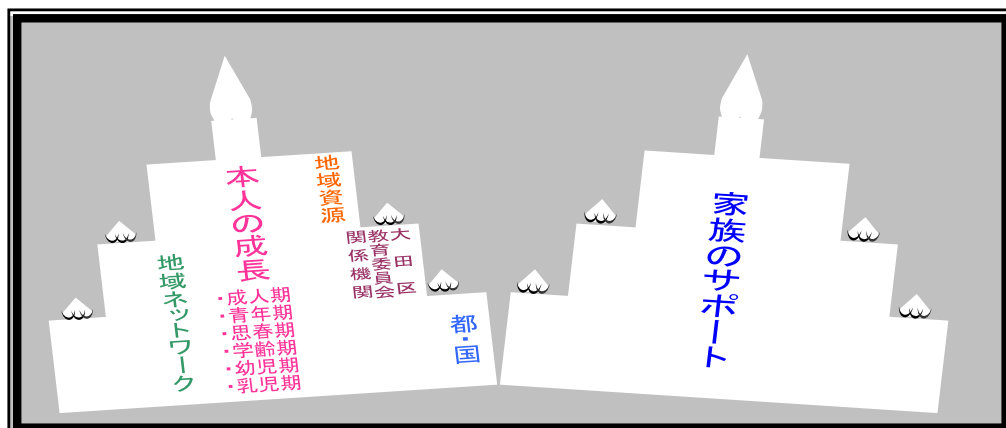 地域ネットワーク
本人の成長
・成人期
・青年期
・思春期
・学齢期
・幼児期
・乳児期
地域資源
大田区
教育委員会
関係機関
都・国
家族のサポート